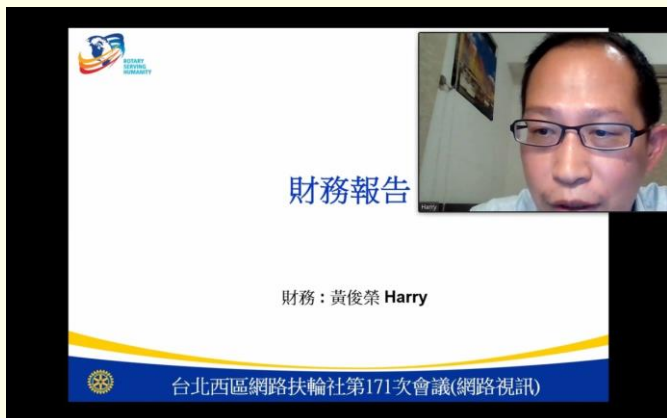 ROTARY
SERVING
HUMANITY
財務報告
Harry
財務：黃俊榮 Harry
台北西區網路扶輪社第171次會議(網路視訊)